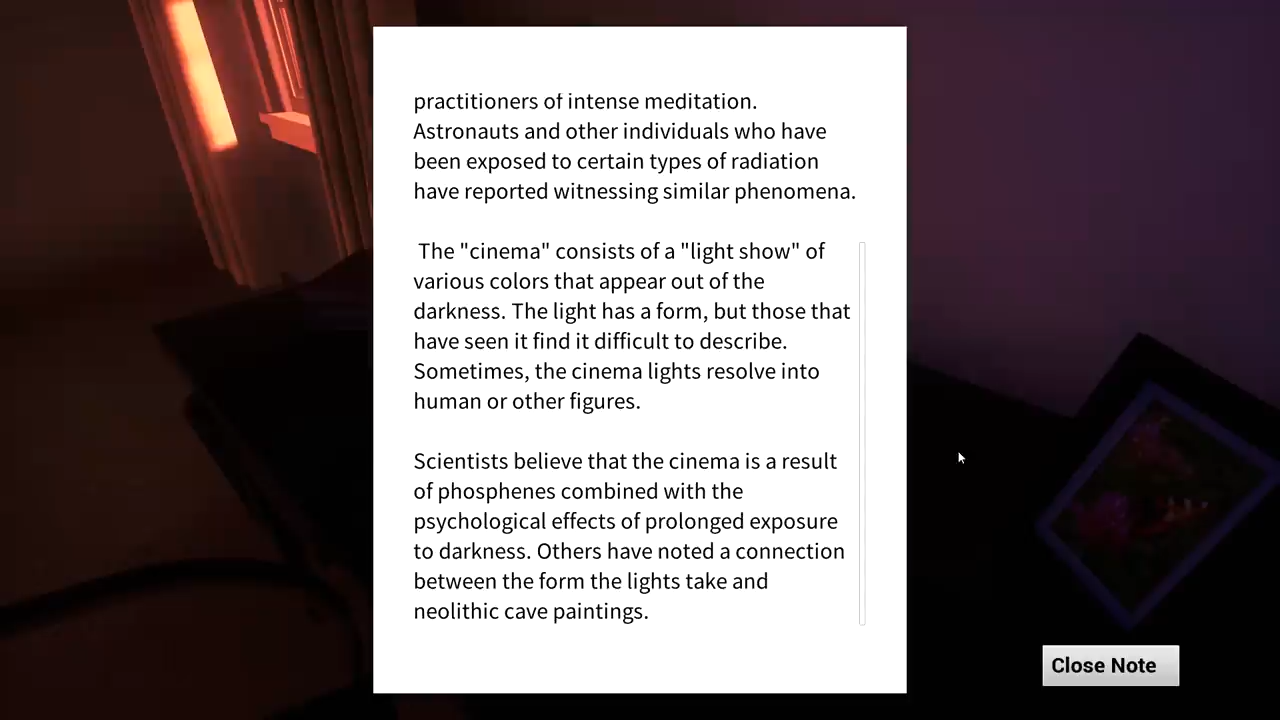 practitioners of intense meditation.
Astronauts and other individuals who have
been exposed to certain types of radiation
have reported witnessing similar phenomena.
The "cinema" consists of a "light show" of
various colors that appear out of the
darkness. The light has a form, but those that
have seen it find it difficult to describe.
Sometimes, the cinema lights resolve into
human or other figures.
Scientists believe that the cinema is a result
of phosphenes combined with the
psychological effects of prolonged exposure
to darkness. Others have noted a connection
between the form the lights take and
neolithic cave paintings.
Close Note